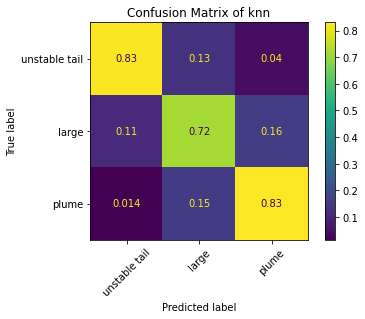 Confusion Matrix of knn
True label
unstable tail
large
plume
0.83 0.13 0.04
0.11 0.72 0.16
0.014 0.15 0.83
unstable tail
large
plume
Predicted label
0.8
0.7
0.6
0.5
0.4
0.3
0.2
0.1